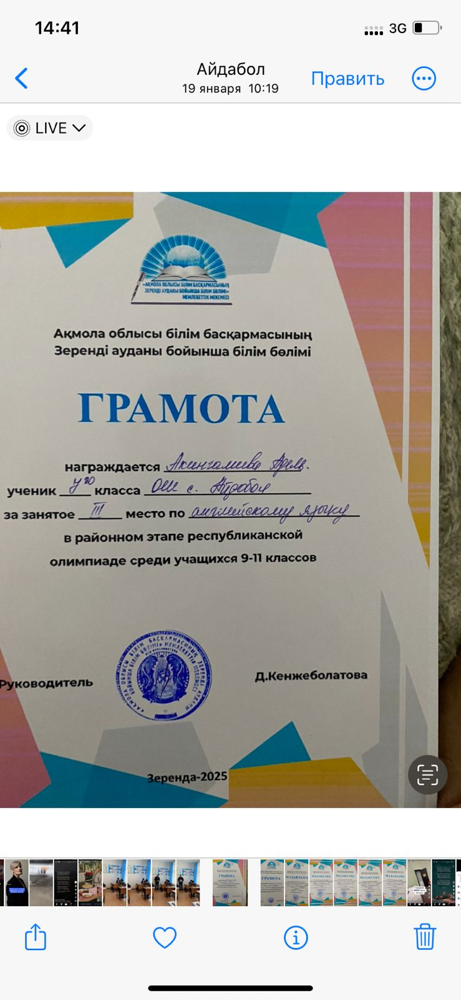 14:41
3G
Айдабол
19 января 10:19
Править
LIVE
«АҚМОЛА ОБЛЫСЫ БІЛІМ БАСҚАРМАСЫНЫҢ
ЗЕРЕНДІ АУДАНЫ БОЙЫНША БІЛІМ БӨЛІМІ»
МЕМЛЕКЕТТІК МЕКЕМЕСІ
Ақмола облысы білім басқармасының
Зеренді ауданы бойынша білім бөлімі
ГРАМОТА
награждается
ученик класса ОШ с.
за занятое III место по английскому языку
в районном этапе республиканской
олимпиаде среди учащихся 9-11 классов
Руководитель
Д.Кенжеболатова
Зеренда-2025